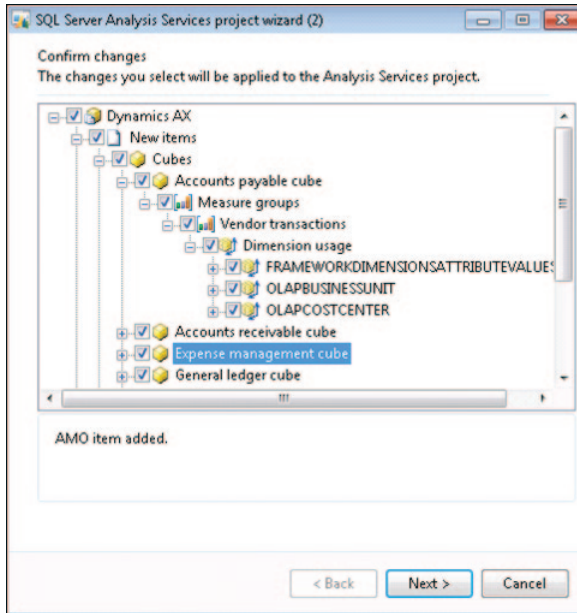 SQL Server Analysis Services project wizard (2)
Confirm changes
The changes you select will be applied to the Analysis Services project.
Dynamics AX
New items
Cubes
Accounts payable cube
Measure groups
Vendor transactions
Dimension usage
FRAMEWORKDIMENSIONSATTRIBUTEVALUES
OLAPBUSINESSUNIT
OLAPCOSTCENTER
Accounts receivable cube
Expense management cube
General ledger cube
AMO item added.
< Back Next > Cancel